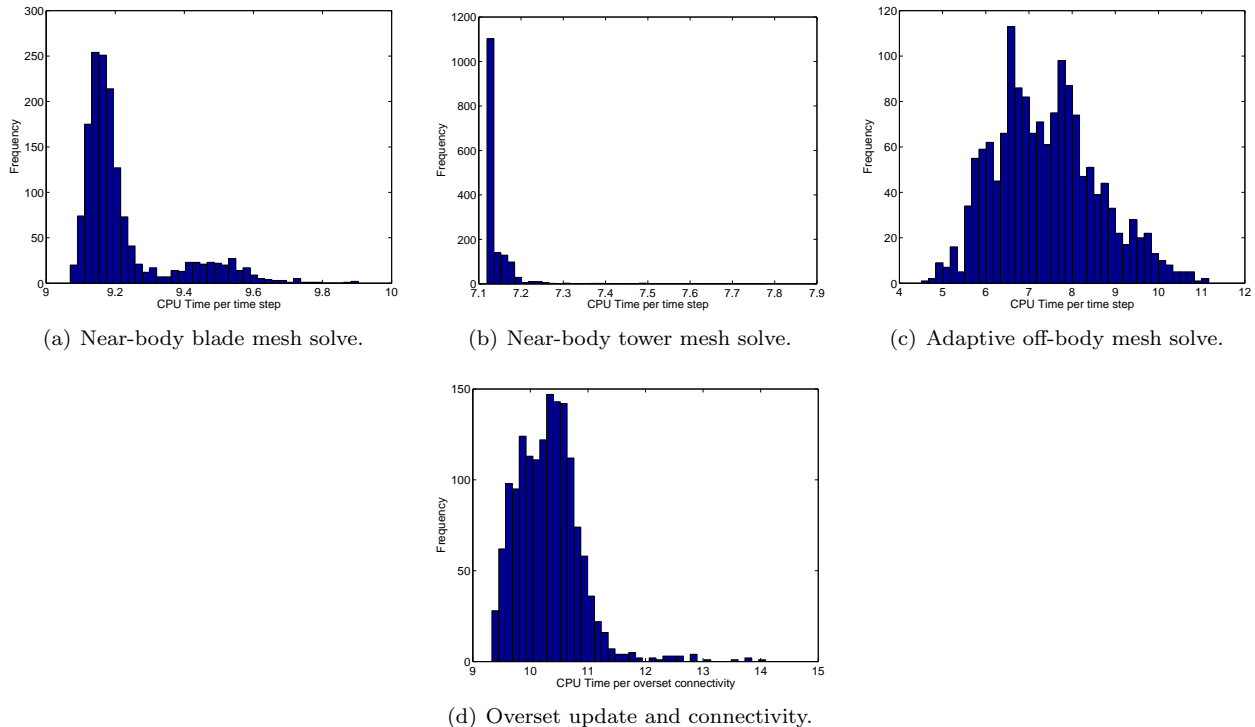 300
250
200
150
100
50
0
Frequency
9 9.2 9.4 9.6 9.8 10
CPU Time per time step
(a) Near-body blade mesh solve.
1200
1000
800
600
400
200
0
Frequency
7.1 7.2 7.3 7.4 7.5 7.6 7.7 7.8 7.9
CPU Time per time step
(b) Near-body tower mesh solve.
120
100
80
60
40
20
0
Frequency
4 5 6 7 8 9 10 11 12
CPU Time per time step
(c) Adaptive off-body mesh solve.
150
100
50
0
Frequency
9 10 11 12 13 14 15
CPU Time per overset connectivity
(d) Overset update and connectivity.